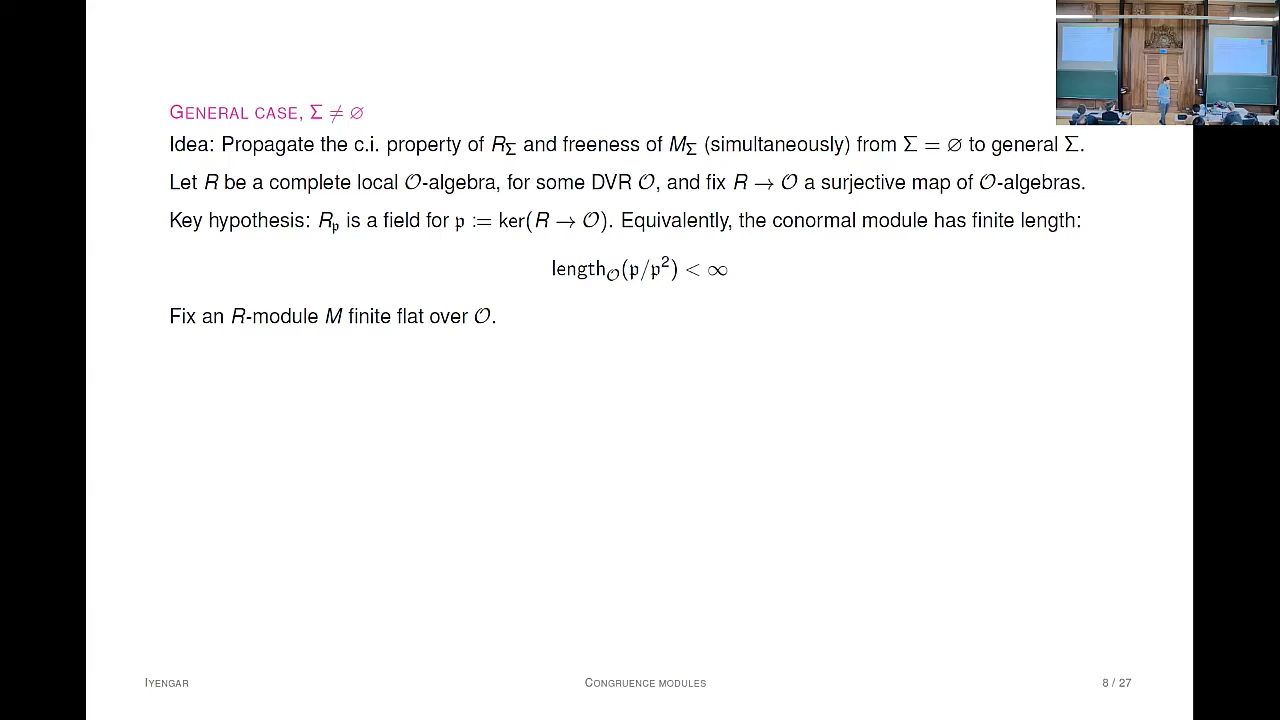 GENERAL CASE, Σ ≠ ∅
Idea: Propagate the c.i. property of R_Σ and freeness of M_Σ (simultaneously) from Σ = ∅ to general Σ.
Let R be a complete local 𝒪-algebra, for some DVR 𝒪, and fix R → 𝒪 a surjective map of 𝒪-algebras.
Key hypothesis: R_𝔭 is a field for 𝔭 := ker(R → 𝒪). Equivalently, the conormal module has finite length:
length_𝒪(𝔭/𝔭²) < ∞
Fix an R-module M finite flat over 𝒪.
IYENGAR
CONGRUENCE MODULES
8 / 27